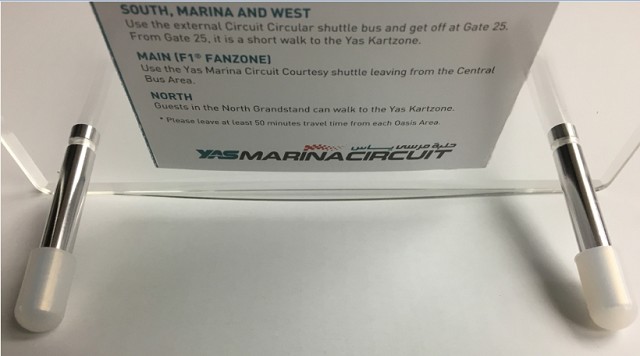 SOUTH, MARINA AND WEST
Use the external Circuit Circular shuttle bus and get off at Gate 25.
From Gate 25, it is a short walk to the Yas Kartzone.
MAIN (F1® FANZONE)
Use the Yas Marina Circuit Courtesy shuttle leaving from the Central
Bus Area.
NORTH
Guests in the North Grandstand can walk to the Yas Kartzone.
* Please leave at least 50 minutes travel time from each Oasis Area.
حلبة مرسى ياس
YASMARINACIRCUIT